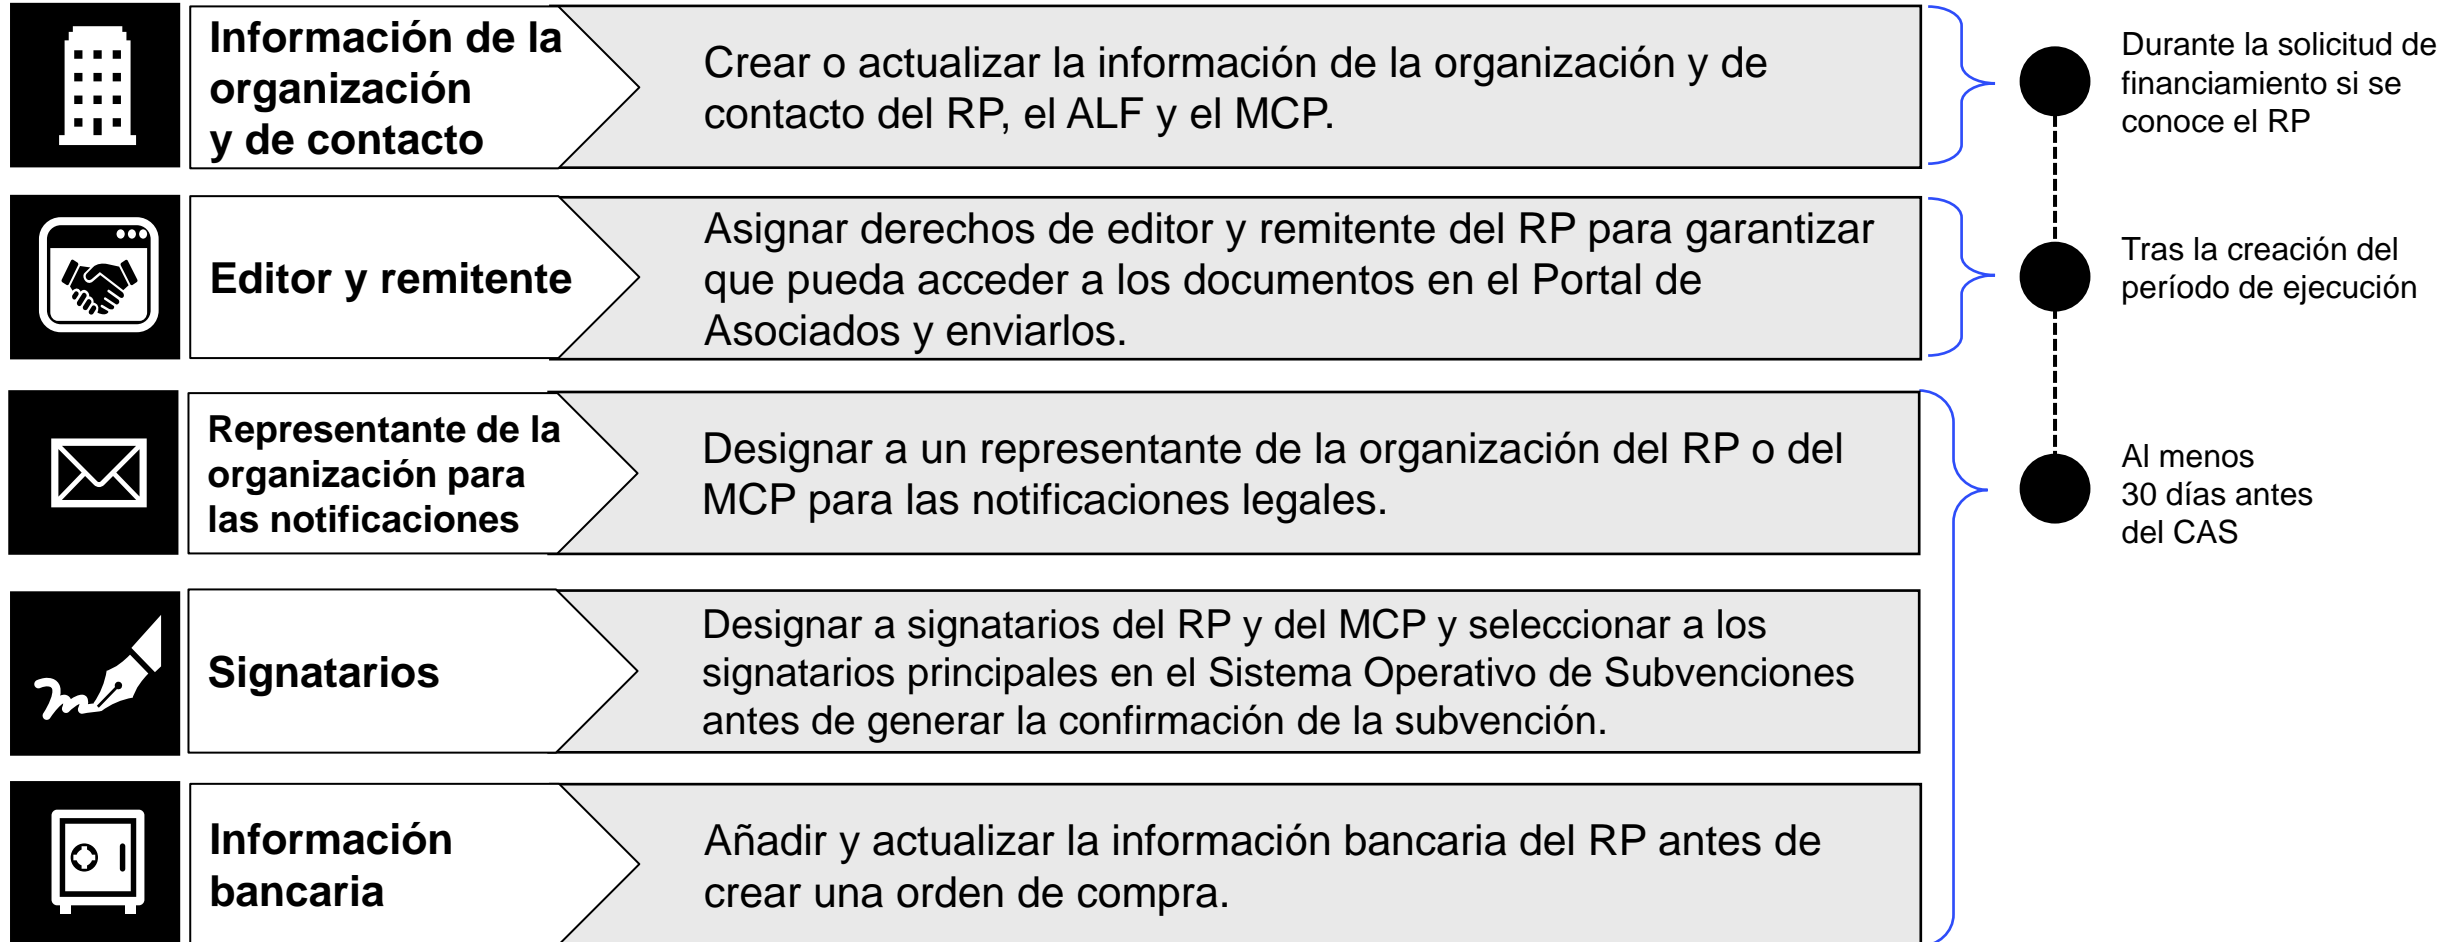 Información de la
organización
y de contacto
Crear o actualizar la información de la organización y de
contacto del RP, el ALF y el MCP.
Durante la solicitud de
financiamiento si se
conoce el RP
Editor y remitente
Asignar derechos de editor y remitente del RP para garantizar
que pueda acceder a los documentos en el Portal de
Asociados y enviarlos.
Tras la creación del
período de ejecución
Representante de la
organización para
las notificaciones
Designar a un representante de la organización del RP o del
MCP para las notificaciones legales.
Al menos
30 días antes
del CAS
Signatarios
Designar a signatarios del RP y del MCP y seleccionar a los
signatarios principales en el Sistema Operativo de Subvenciones
antes de generar la confirmación de la subvención.
Información
bancaria
Añadir y actualizar la información bancaria del RP antes de
crear una orden de compra.